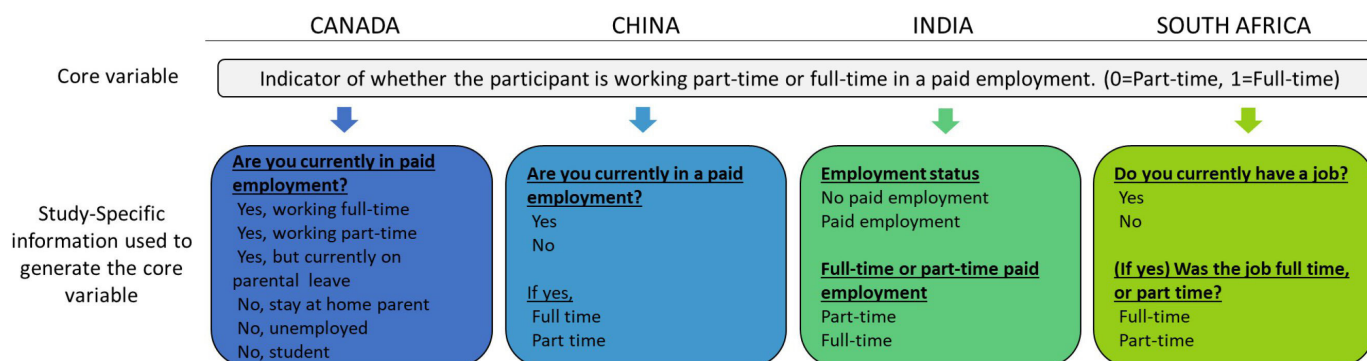 CANADA
CHINA
INDIA
SOUTH AFRICA
Core variable
Indicator of whether the participant is working part-time or full-time in a paid employment. (0=Part-time, 1=Full-time)
Study-Specific
information used to
generate the core
variable
Are you currently in paid
employment?
Yes, working full-time
Yes, working part-time
Yes, but currently on
parental leave
No, stay at home parent
No, unemployed
No, student
Are you currently in a paid
employment?
Yes
No
If yes,
Full time
Part time
Employment status
No paid employment
Paid employment
Full-time or part-time paid
employment
Part-time
Full-time
Do you currently have a job?
Yes
No
(If yes) Was the job full time,
or part time?
Full-time
Part-time